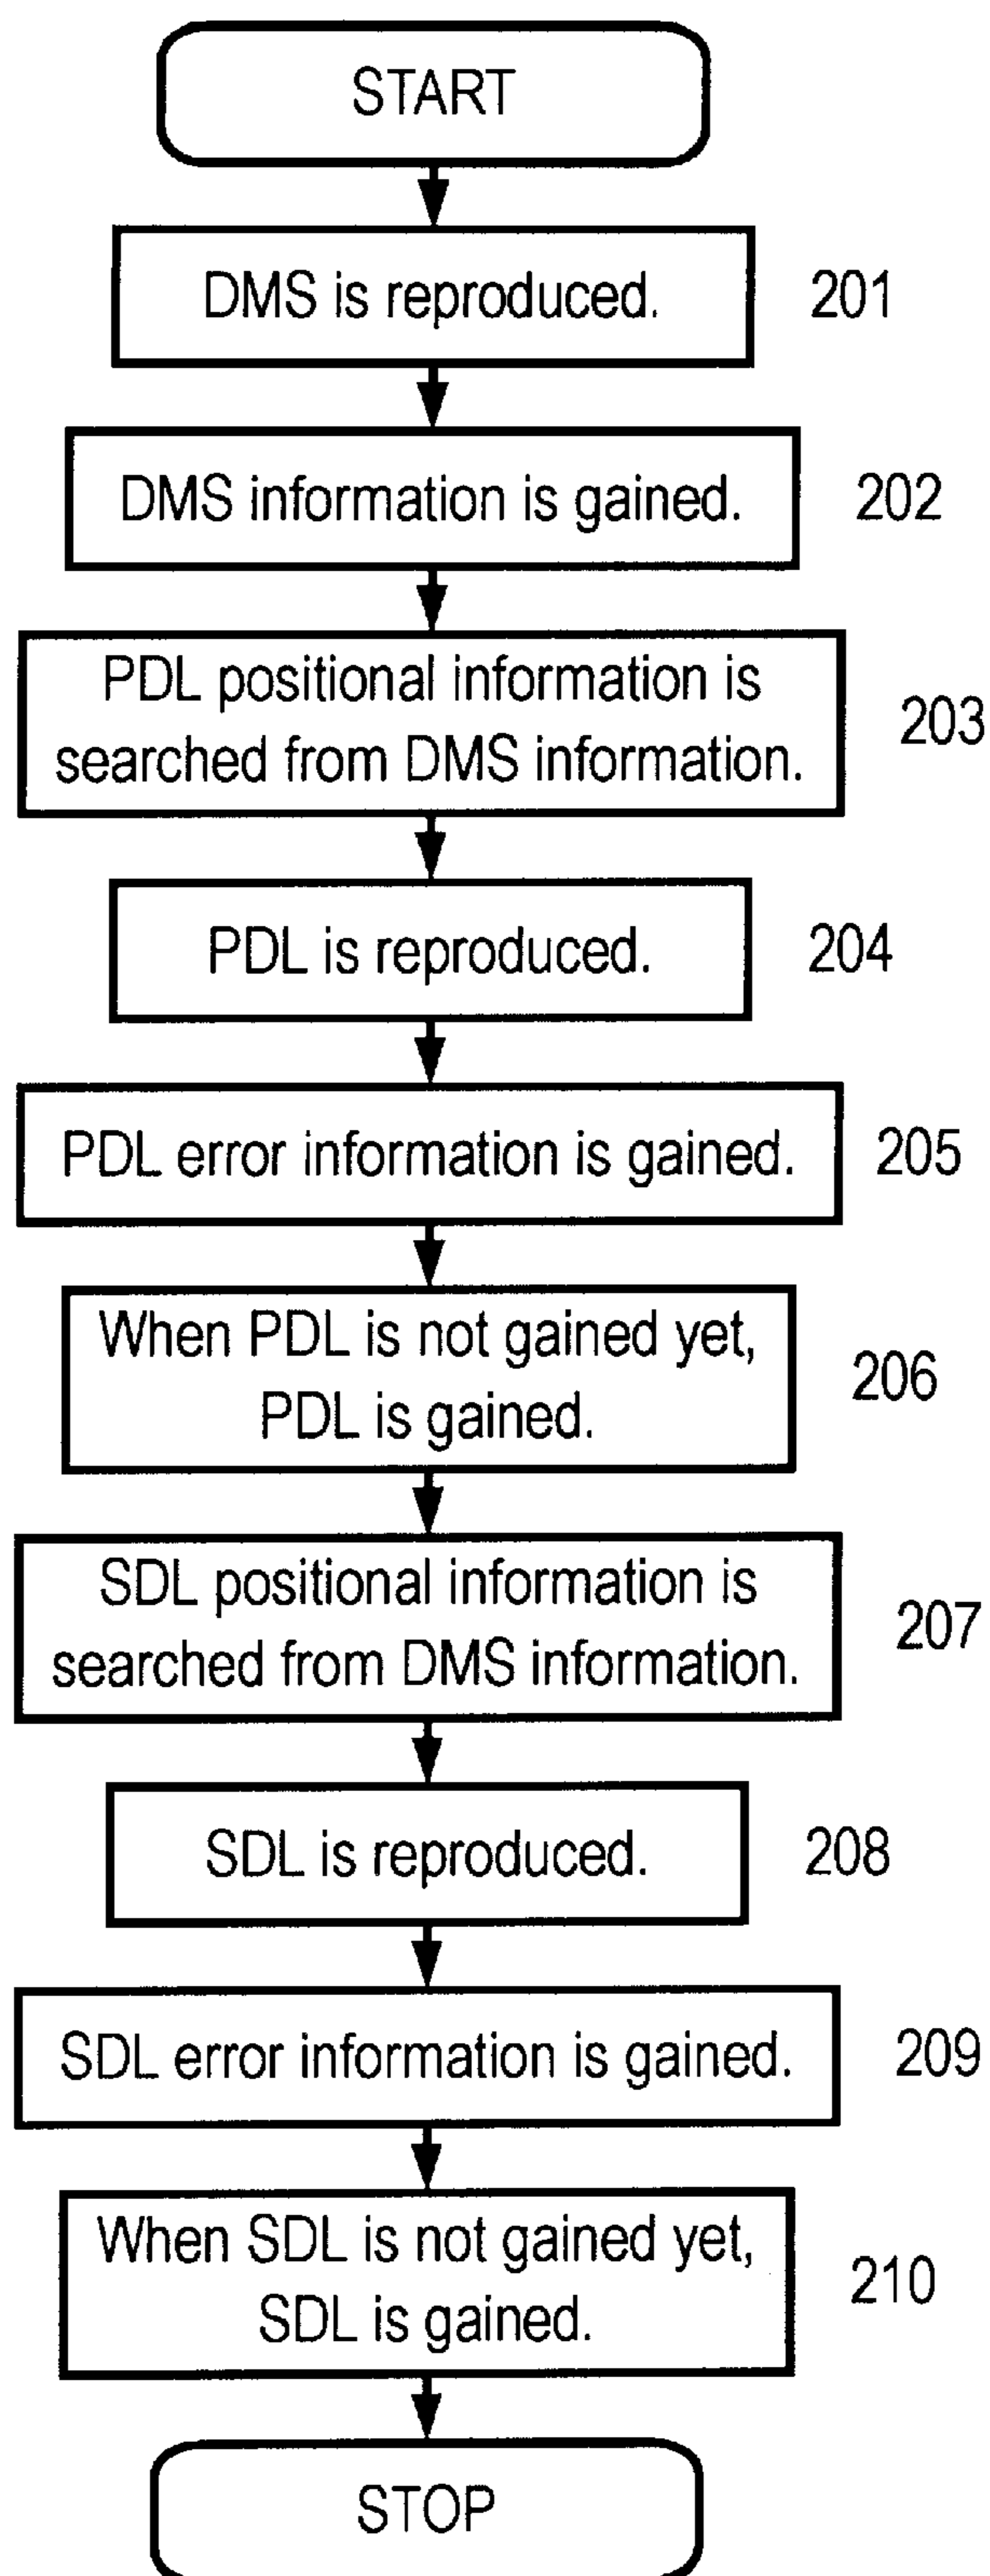 START
DMS is reproduced.
201
DMS information is gained.
202
PDL positional information is
searched from DMS information.
203
PDL is reproduced.
204
PDL error information is gained.
205
When PDL is not gained yet,
PDL is gained.
206
SDL positional information is
searched from DMS information.
207
SDL is reproduced.
208
SDL error information is gained.
209
When SDL is not gained yet,
SDL is gained.
210
STOP